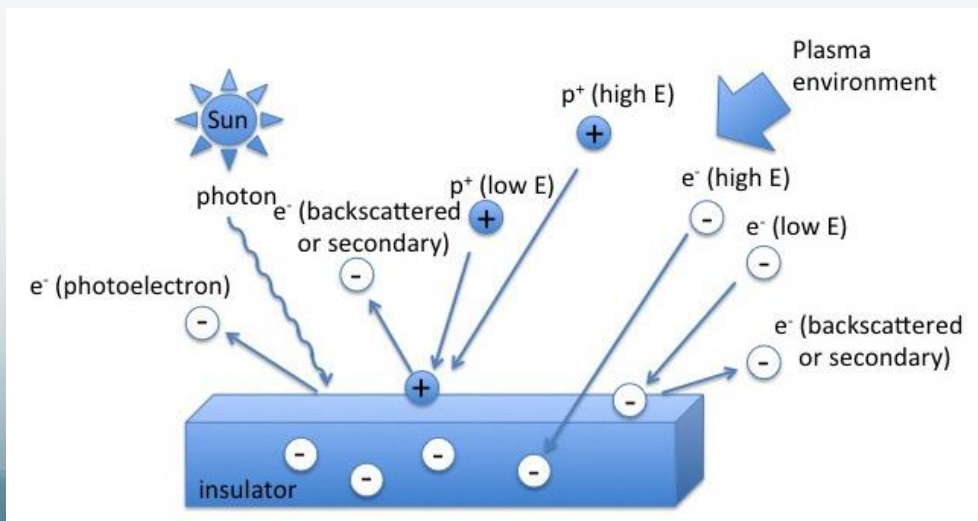 Plasma
environment
Sun
p⁺ (high E)
+
photon
p⁺ (low E)
+
e⁻ (backscattered
or secondary)
-
e⁻ (high E)
-
e⁻ (low E)
-
e⁻ (photoelectron)
-
e⁻ (backscattered
or secondary)
-
+
-
-
-
-
-
insulator